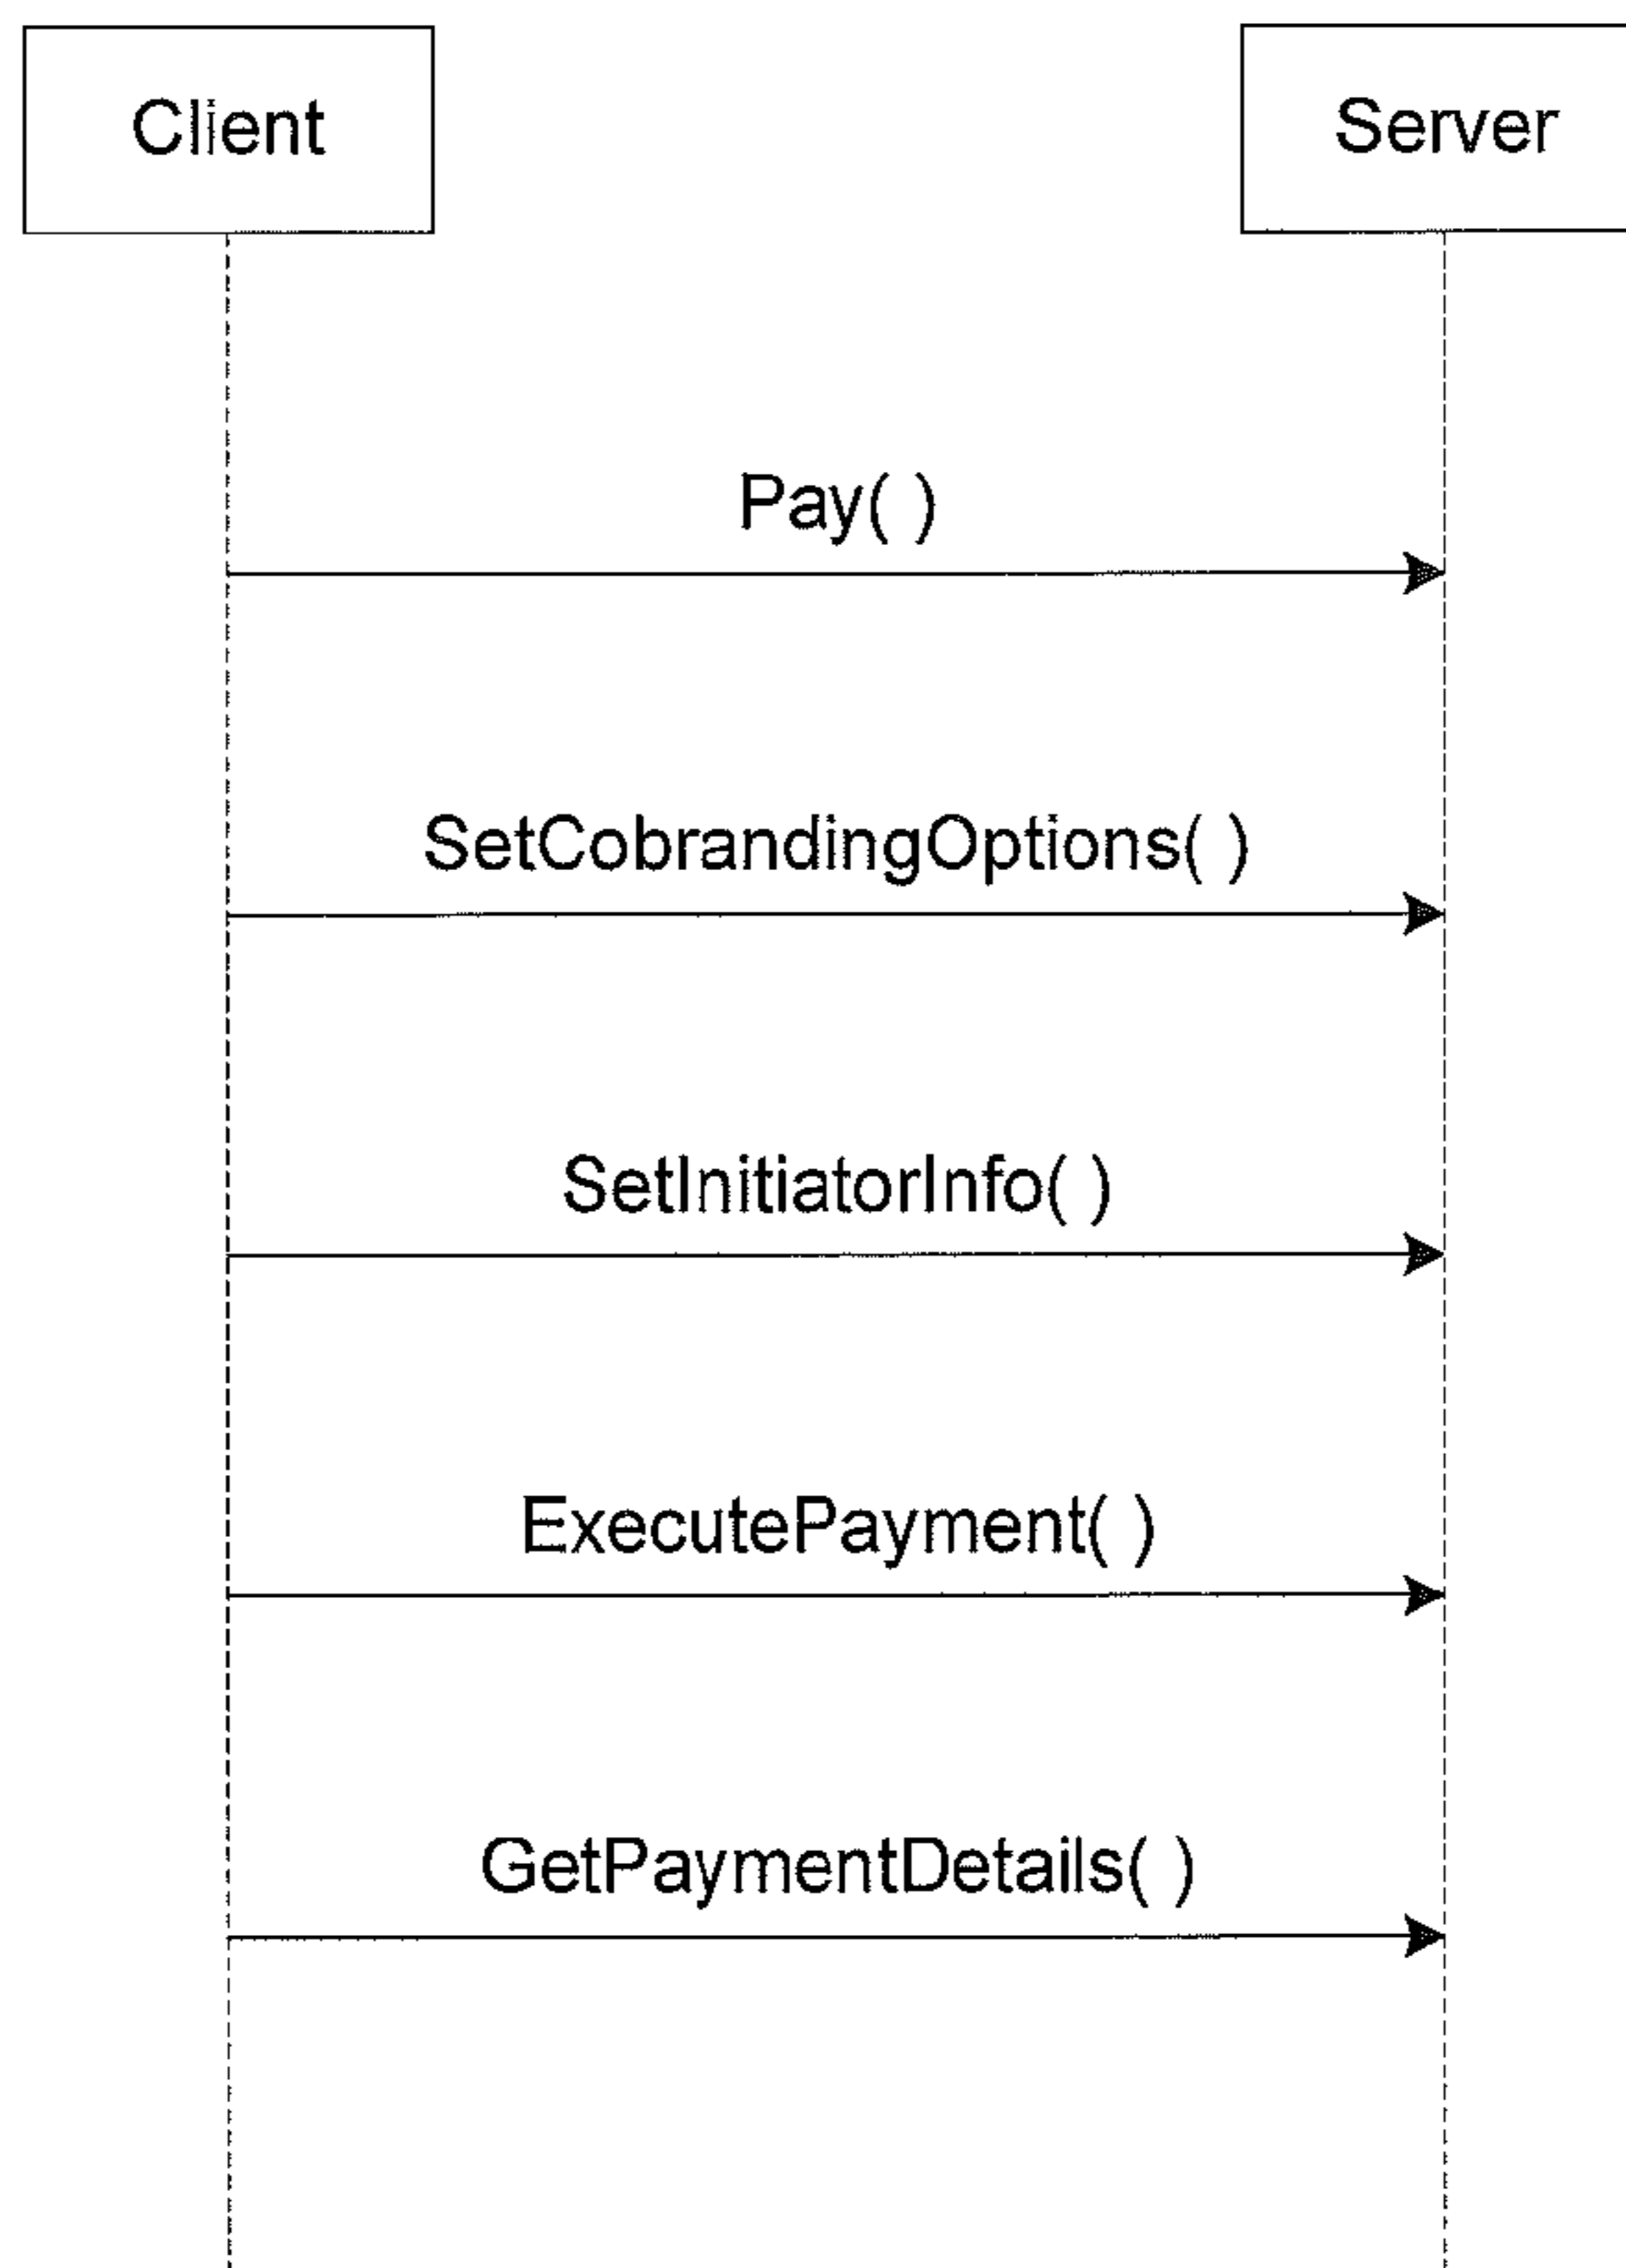 Client
Server
Pay( )
SetCobrandingOptions( )
SetInitiatorInfo( )
ExecutePayment( )
GetPaymentDetails( )